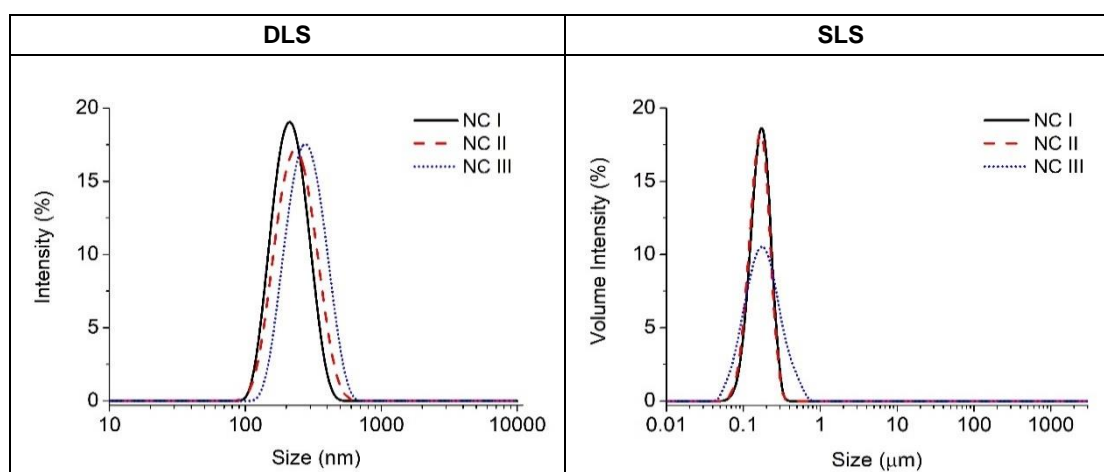 DLS
SLS
20
15
10
5
0
Intensity (%)
NC I
NC II
NC III
10
100
1000
10000
Size (nm)
20
15
10
5
0
Volume Intensity (%)
NC I
NC II
NC III
0.01
0.1
1
10
100
1000
Size (μm)